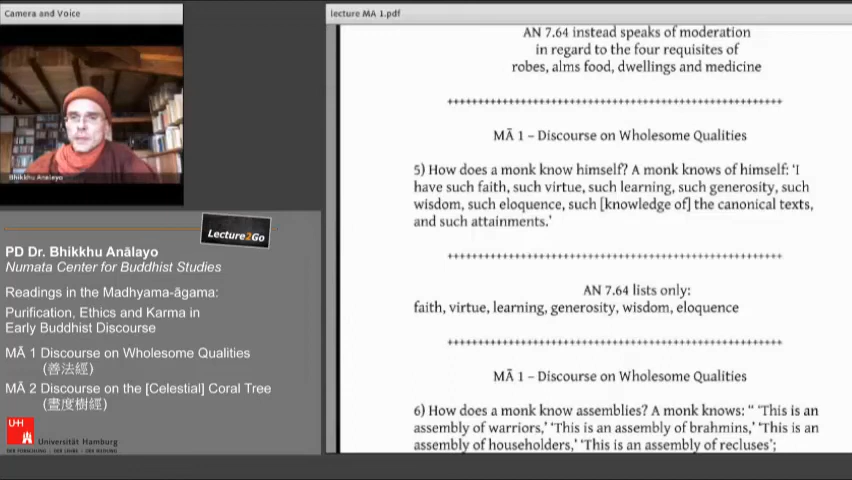 Camera and Voice
Bhikkhu Analayo
Lecture2Go
PD Dr. Bhikkhu Anālayo
Numata Center for Buddhist Studies
Readings in the Madhyama-āgama:
Purification, Ethics and Karma in
Early Buddhist Discourse
MĀ 1 Discourse on Wholesome Qualities
(善法經)
MĀ 2 Discourse on the [Celestial] Coral Tree
(晝度樹經)
UH
Universität Hamburg
DER FORSCHUNG | DER LEHRE | DER BILDUNG
lecture MA 1.pdf
AN 7.64 instead speaks of moderation
in regard to the four requisites of
robes, alms food, dwellings and medicine
++++++++++++++++++++++++++++++++++++++++++++++++++++++
MĀ 1 – Discourse on Wholesome Qualities
5) How does a monk know himself? A monk knows of himself: ‘I
have such faith, such virtue, such learning, such generosity, such
wisdom, such eloquence, such [knowledge of] the canonical texts,
and such attainments.’
++++++++++++++++++++++++++++++++++++++++++++++++++++++
AN 7.64 lists only:
faith, virtue, learning, generosity, wisdom, eloquence
++++++++++++++++++++++++++++++++++++++++++++++++++++++
MĀ 1 – Discourse on Wholesome Qualities
6) How does a monk know assemblies? A monk knows: “ ‘This is an
assembly of warriors,’ ‘This is an assembly of brahmins,’ ‘This is an
assembly of householders,’ ‘This is an assembly of recluses’;